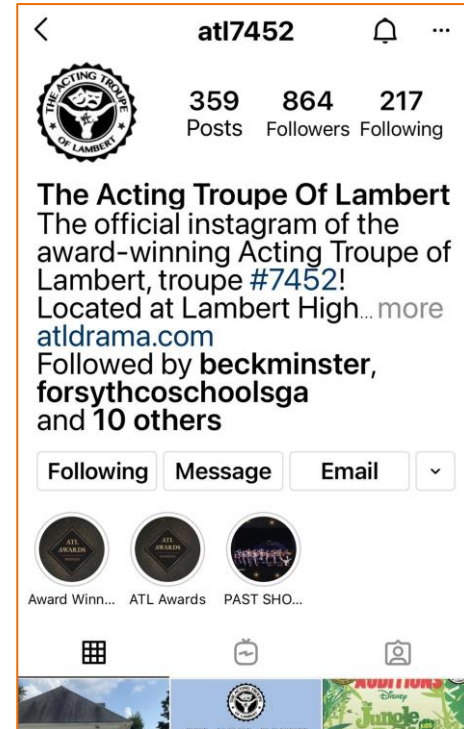 atl7452
THE ACTING TROUPE
OF LAMBERT
359 864 217
Posts Followers Following
The Acting Troupe Of Lambert
The official instagram of the
award-winning Acting Troupe of
Lambert, troupe #7452!
Located at Lambert High... more
atldrama.com
Followed by beckminster,
forsythcoschoolsga
and 10 others
Following Message Email
ATL
AWARDS
ATL
AWARDS
Award Winn... ATL Awards PAST SHO...
AUDITIONS
Disney
Jungle